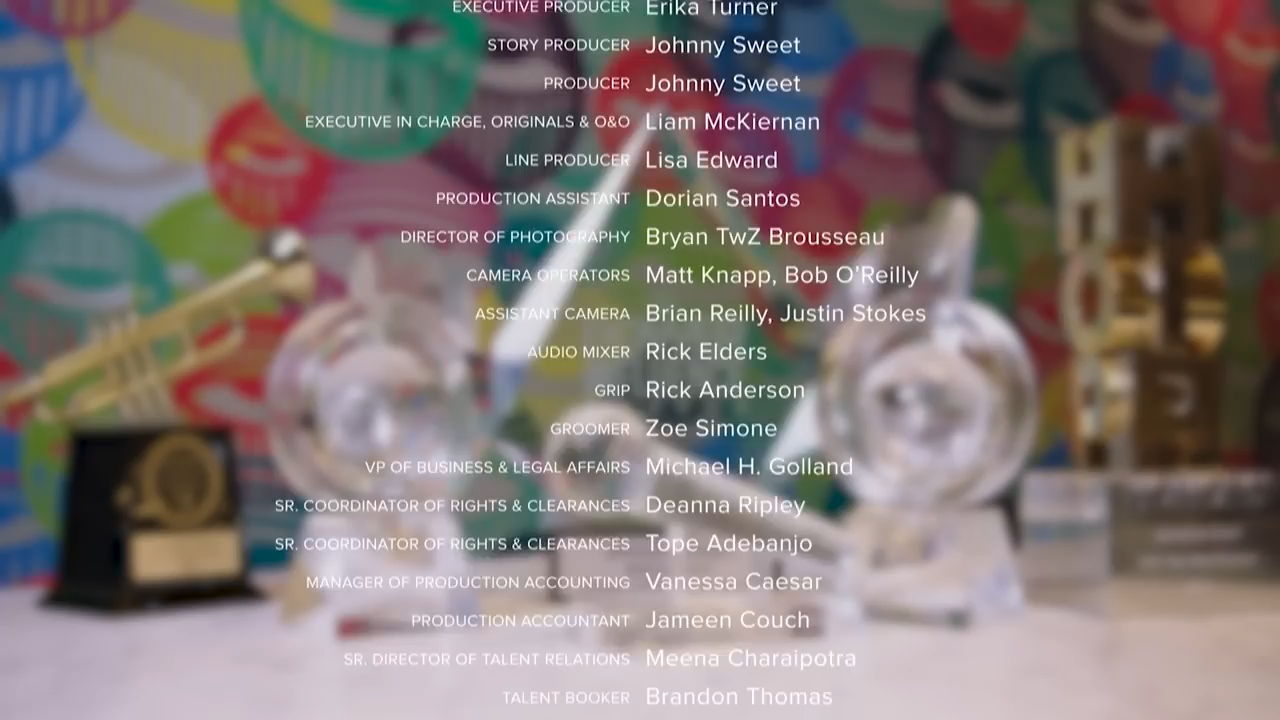 EXECUTIVE PRODUCER Erika Turner
STORY PRODUCER Johnny Sweet
PRODUCER Johnny Sweet
EXECUTIVE IN CHARGE, ORIGINALS & O&O Liam McKiernan
LINE PRODUCER Lisa Edward
PRODUCTION ASSISTANT Dorian Santos
DIRECTOR OF PHOTOGRAPHY Bryan TwZ Brousseau
CAMERA OPERATORS Matt Knapp, Bob O'Reilly
ASSISTANT CAMERA Brian Reilly, Justin Stokes
AUDIO MIXER Rick Elders
GRIP Rick Anderson
GROOMER Zoe Simone
VP OF BUSINESS & LEGAL AFFAIRS Michael H. Golland
SR. COORDINATOR OF RIGHTS & CLEARANCES Deanna Ripley
SR. COORDINATOR OF RIGHTS & CLEARANCES Tope Adebanjo
MANAGER OF PRODUCTION ACCOUNTING Vanessa Caesar
PRODUCTION ACCOUNTANT Jameen Couch
SR. DIRECTOR OF TALENT RELATIONS Meena Charaipotra
TALENT BOOKER Brandon Thomas